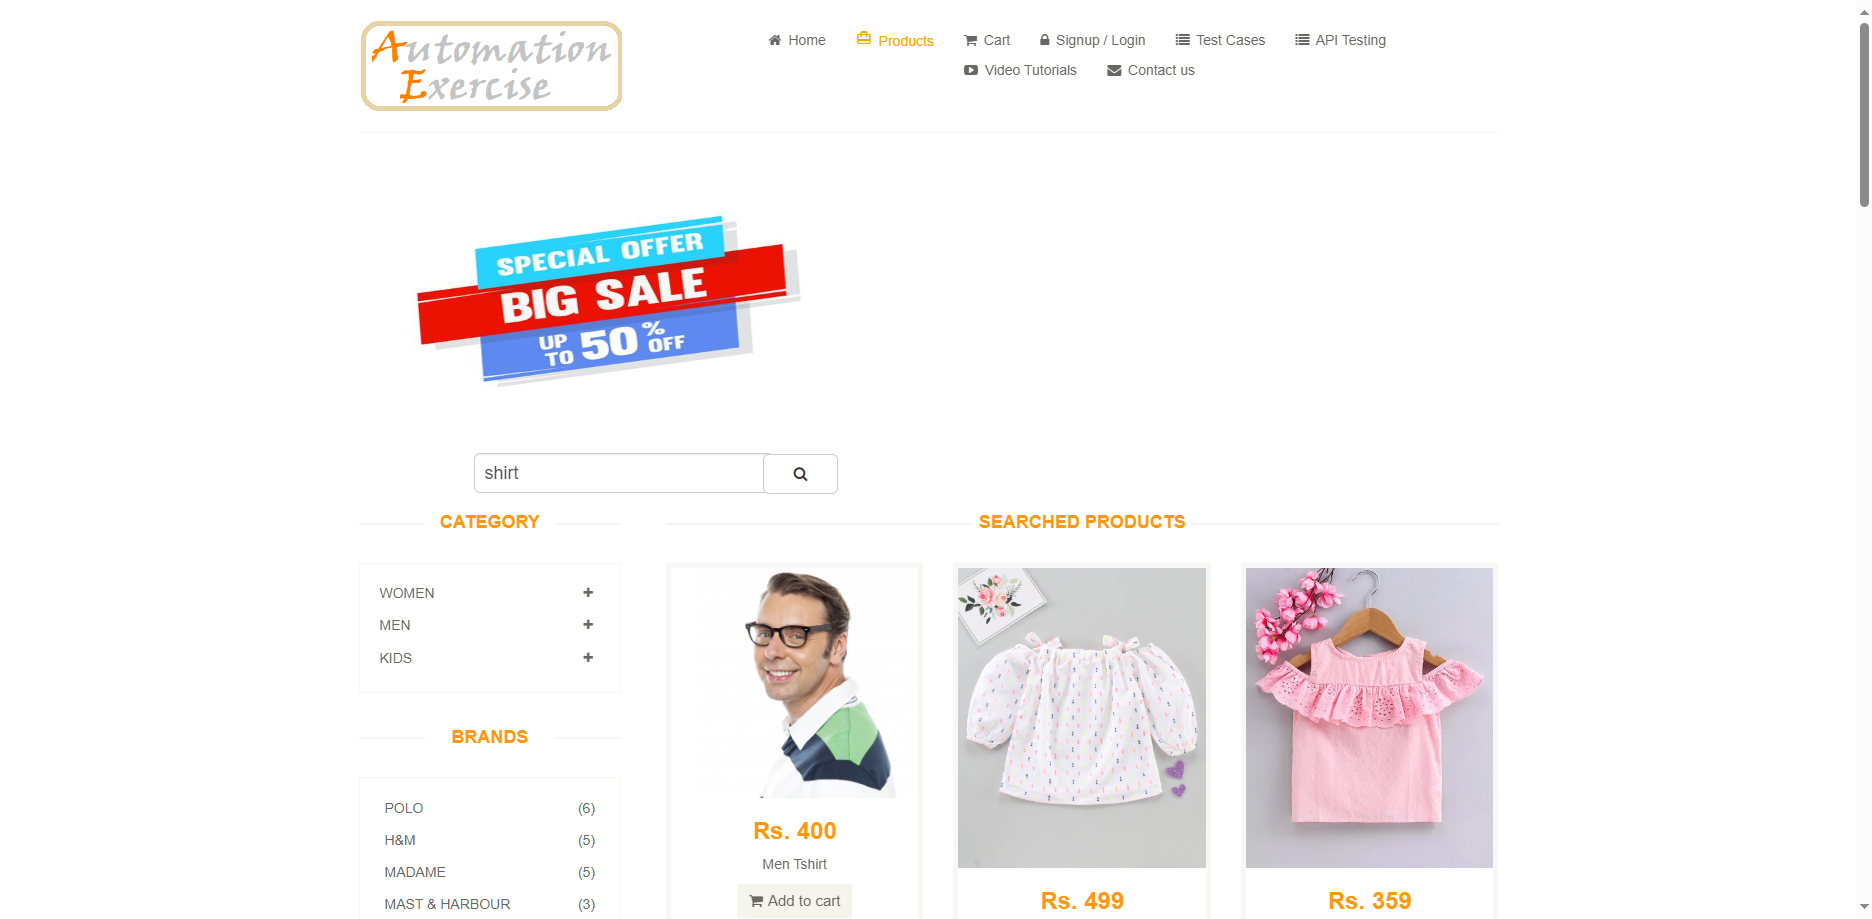 Automation
Exercise
Home
Products
Cart
Signup / Login
Test Cases
API Testing
Video Tutorials
Contact us
SPECIAL OFFER
BIG SALE
UP TO 50% OFF
shirt
CATEGORY
WOMEN
MEN
KIDS
BRANDS
POLO (6)
H&M (5)
MADAME (5)
MAST & HARBOUR (3)
SEARCHED PRODUCTS
Rs. 400
Men Tshirt
Add to cart
Rs. 499
Rs. 359